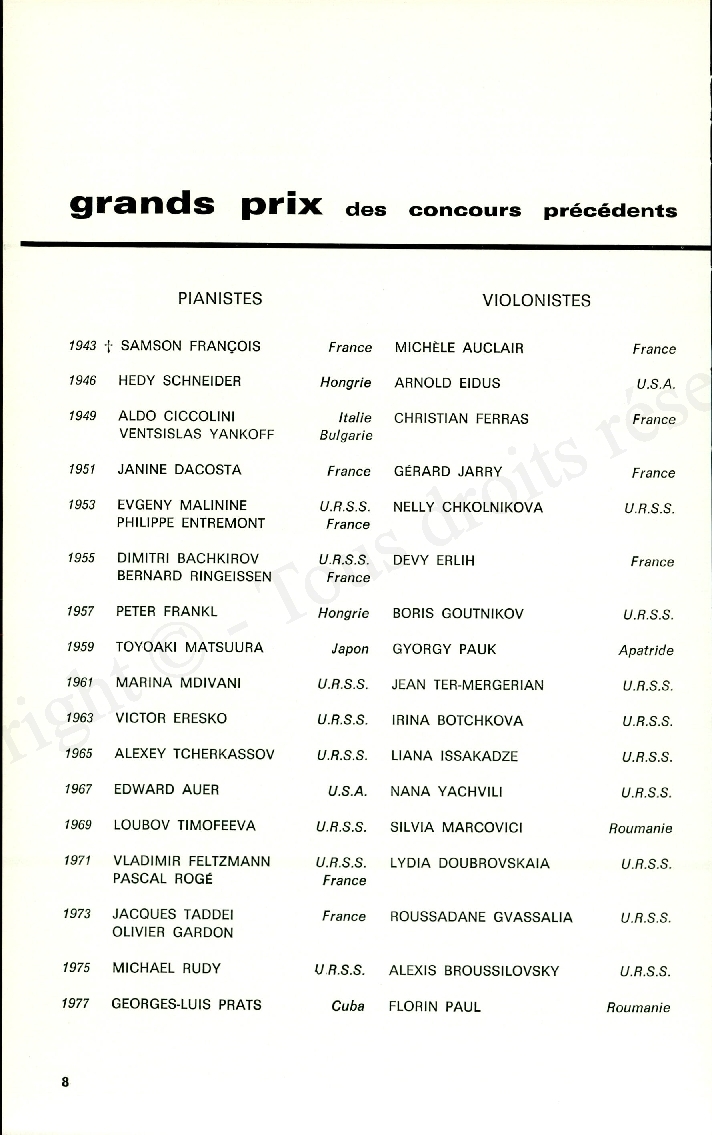 grands prix des concours précédents
PIANISTES VIOLONISTES
1943 † SAMSON FRANÇOIS France MICHÈLE AUCLAIR France
1946 HEDY SCHNEIDER Hongrie ARNOLD EIDUS U.S.A.
1949 ALDO CICCOLINI Italie CHRISTIAN FERRAS France
VENTSISLAS YANKOFF Bulgarie
1951 JANINE DACOSTA France GÉRARD JARRY France
1953 EVGENY MALININE U.R.S.S. NELLY CHKOLNIKOVA U.R.S.S.
PHILIPPE ENTREMONT France
1955 DIMITRI BACHKIROV U.R.S.S. DEVY ERLIH France
BERNARD RINGEISSEN France
1957 PETER FRANKL Hongrie BORIS GOUTNIKOV U.R.S.S.
1959 TOYOAKI MATSUURA Japon GYORGY PAUK Apatride
1961 MARINA MDIVANI U.R.S.S. JEAN TER-MERGERIAN U.R.S.S.
1963 VICTOR ERESKO U.R.S.S. IRINA BOTCHKOVA U.R.S.S.
1965 ALEXEY TCHERKASSOV U.R.S.S. LIANA ISSAKADZE U.R.S.S.
1967 EDWARD AUER U.S.A. NANA YACHVILI U.R.S.S.
1969 LOUBOV TIMOFEEVA U.R.S.S. SILVIA MARCOVICI Roumanie
1971 VLADIMIR FELTZMANN U.R.S.S. LYDIA DOUBROVSKAIA U.R.S.S.
PASCAL ROGÉ France
1973 JACQUES TADDEI France ROUSSADANE GVASSALIA U.R.S.S.
OLIVIER GARDON
1975 MICHAEL RUDY U.R.S.S. ALEXIS BROUSSILOVSKY U.R.S.S.
1977 GEORGES-LUIS PRATS Cuba FLORIN PAUL Roumanie
8
right © - Tous droits rése